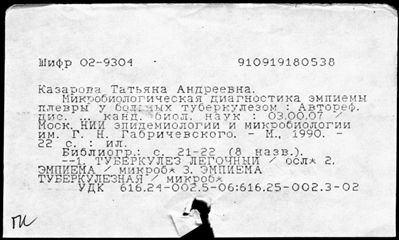 Шифр 02-9304 910919180538
Казарова Татьяна Андреевна.
Микробиологическая диагностика эмпиемы
плевры у больных туберкулезом : Автореф.
дис. ... канд. биол. наук : 03.00.07 /
Моск. НИИ эпидемиологии и микробиологии
им. Г. Н. Габричевского. - М., 1990. -
22 с. : ил.
Библиогр.: с. 21-22 (8 назв.).
--1. ТУБЕРКУЛЕЗ ЛЕГОЧНЫЙ / осл* 2.
ЭМПИЕМА / микроб* 3. ЭМПИЕМА
ТУБЕРКУЛЕЗНАЯ / микроб*
УДК 616.24-002.5-06:616.25-002.3-02